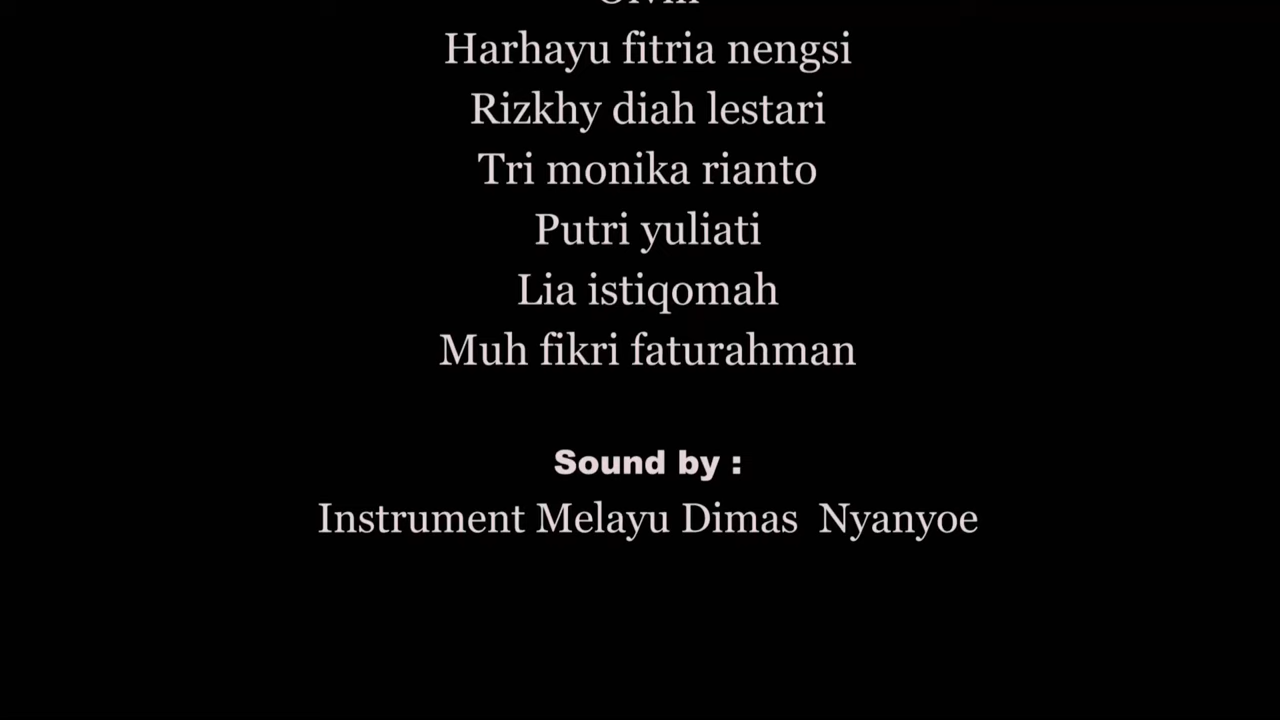 Harhayu fitria nengsi
Rizkhy diah lestari
Tri monika rianto
Putri yuliati
Lia istiqomah
Muh fikri faturahman
Sound by :
Instrument Melayu Dimas  Nyanyoe